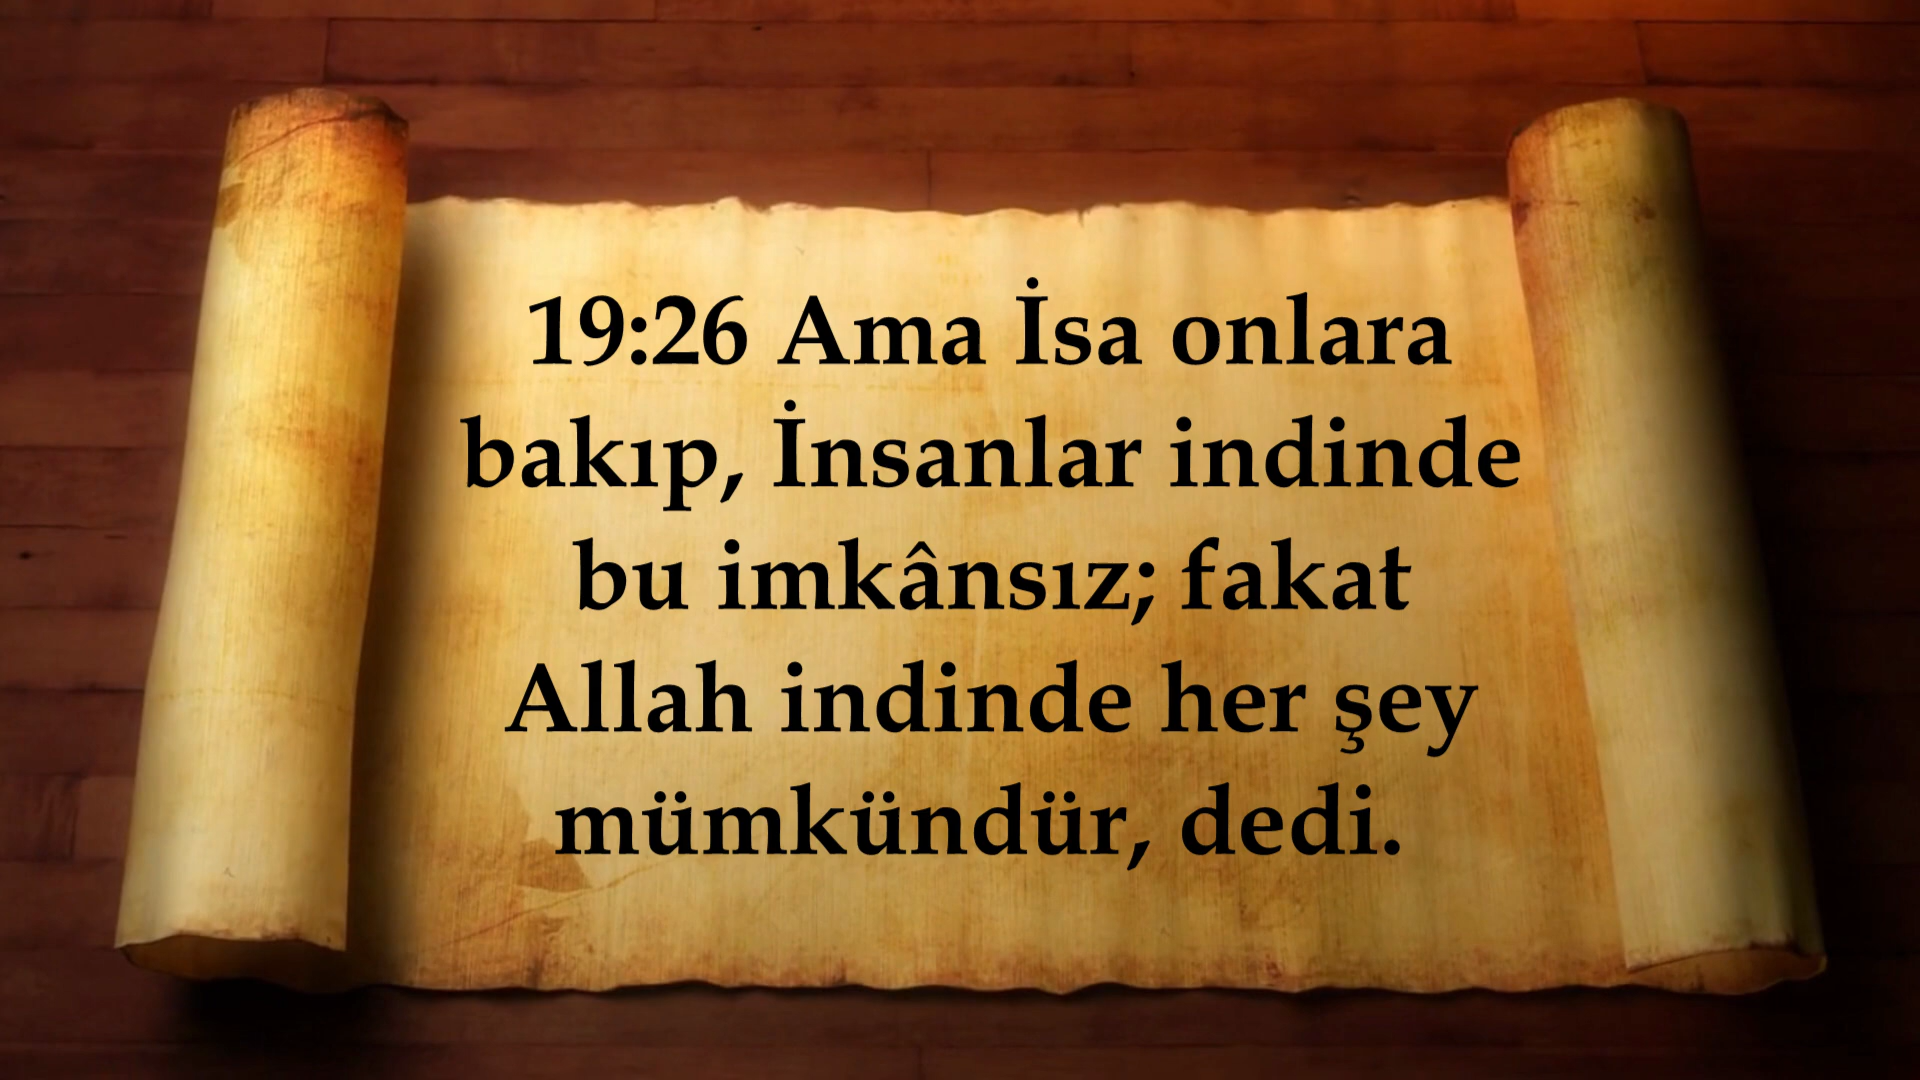 19:26 Ama İsa onlara
bakıp, İnsanlar indinde
bu imkânsız; fakat
Allah indinde her şey
mümkündür, dedi.